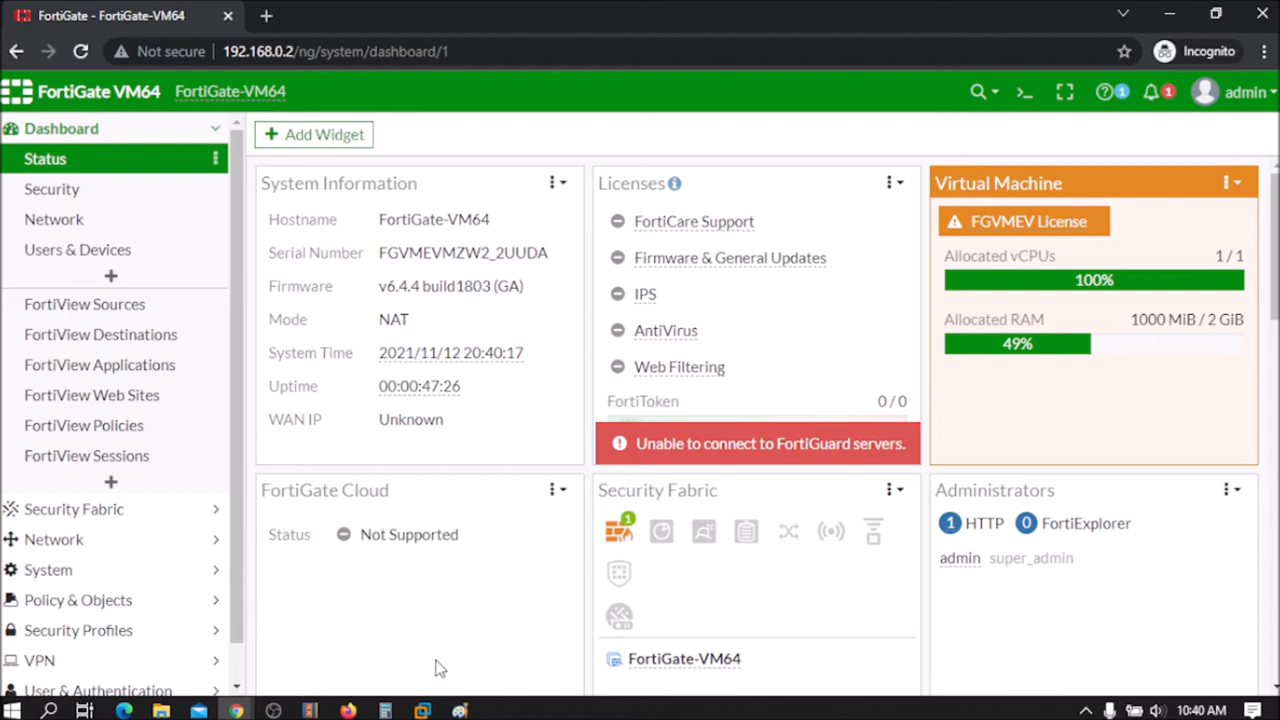 FortiGate - FortiGate-VM64
Not secure 192.168.0.2/ng/system/dashboard/1 Incognito
FortiGate VM64 FortiGate-VM64 1 1 admin
Dashboard
Status
Security
Network
Users & Devices
FortiView Sources
FortiView Destinations
FortiView Applications
FortiView Web Sites
FortiView Policies
FortiView Sessions
Security Fabric
Network
System
Policy & Objects
Security Profiles
VPN
User & Authentication
+ Add Widget
System Information
Hostname FortiGate-VM64
Serial Number FGVMEVMZW2_2UUDA
Firmware v6.4.4 build1803 (GA)
Mode NAT
System Time 2021/11/12 20:40:17
Uptime 00:00:47:26
WAN IP Unknown
Licenses
FortiCare Support
Firmware & General Updates
IPS
AntiVirus
Web Filtering
FortiToken 0 / 0
Unable to connect to FortiGuard servers.
Virtual Machine
FGVMEV License
Allocated vCPUs 1 / 1
100%
Allocated RAM 1000 MiB / 2 GiB
49%
FortiGate Cloud
Status Not Supported
Security Fabric
1
FortiGate-VM64
Administrators
1 HTTP 0 FortiExplorer
admin super_admin
10:40 AM